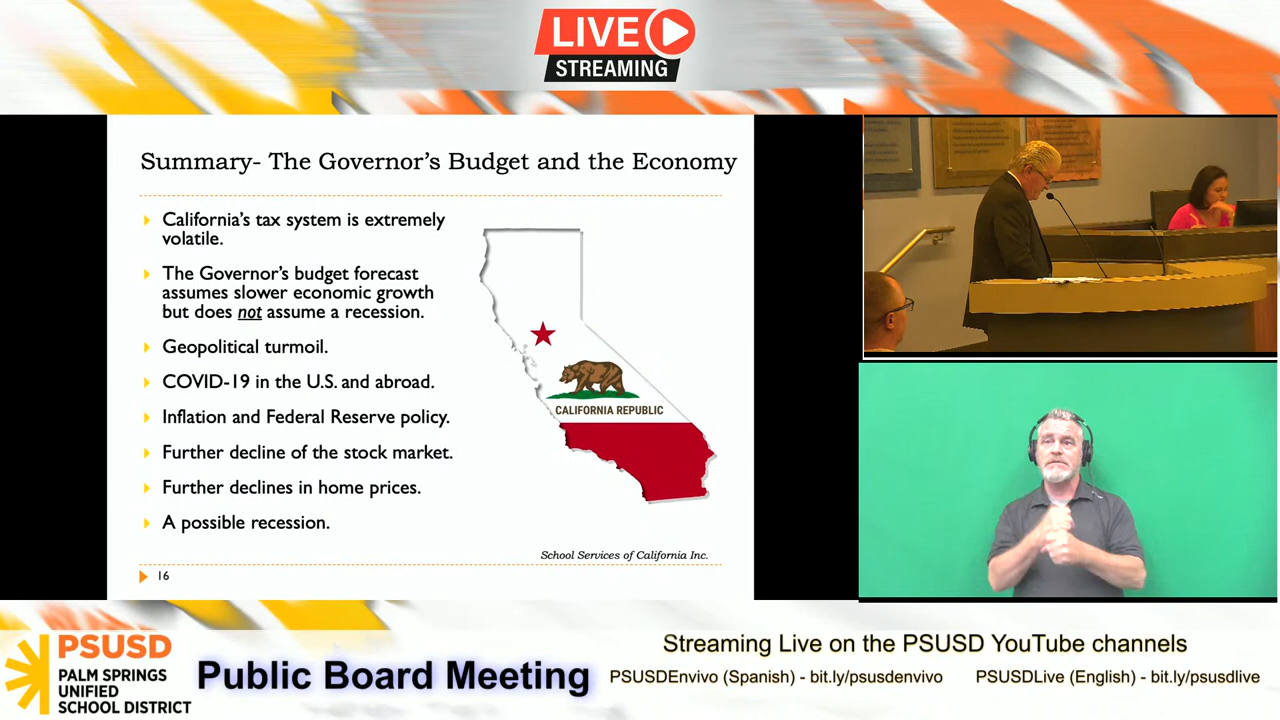 LIVE
STREAMING
Summary- The Governor's Budget and the Economy
California's tax system is extremely
volatile.
The Governor's budget forecast
assumes slower economic growth
but does not assume a recession.
Geopolitical turmoil.
COVID-19 in the U.S. and abroad.
Inflation and Federal Reserve policy.
Further decline of the stock market.
Further declines in home prices.
A possible recession.
CALIFORNIA REPUBLIC
School Services of California Inc.
16
PSUSD
PALM SPRINGS
UNIFIED
SCHOOL DISTRICT
Public Board Meeting
Streaming Live on the PSUSD YouTube channels
PSUSDEnvivo (Spanish) - bit.ly/psusdenvivo
PSUSDLive (English) - bit.ly/psusdlive